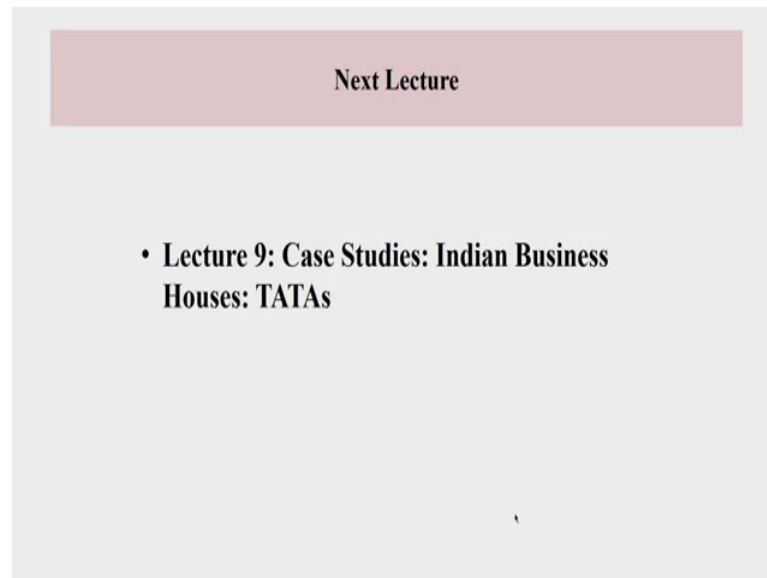 Next Lecture
• Lecture 9: Case Studies: Indian Business
Houses: TATAs